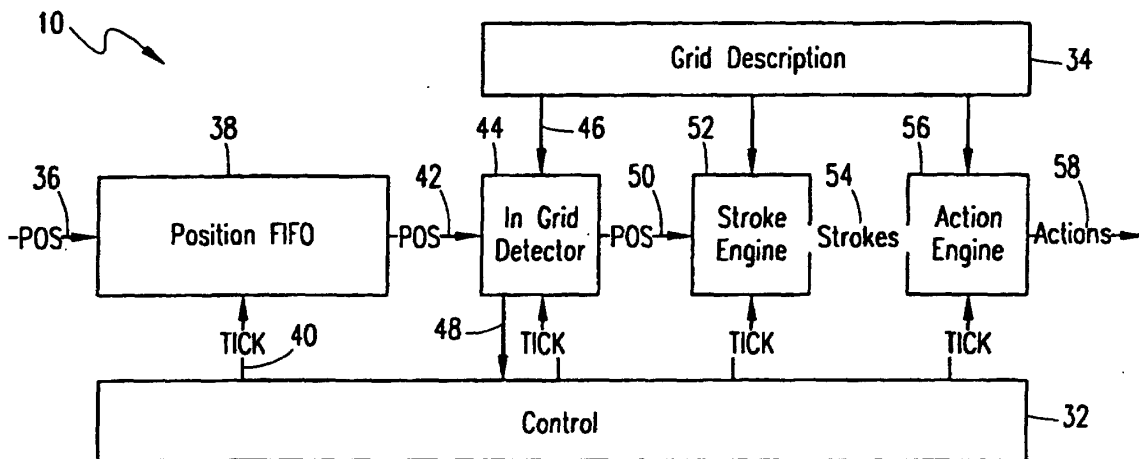 10
Grid Description
34
38
44
46
52
56
36
42
50
54
58
-POS
Position FIFO
POS
In Grid
Detector
POS
Stroke
Engine
Strokes
Action
Engine
Actions
48
TICK
40
TICK
TICK
TICK
Control
32